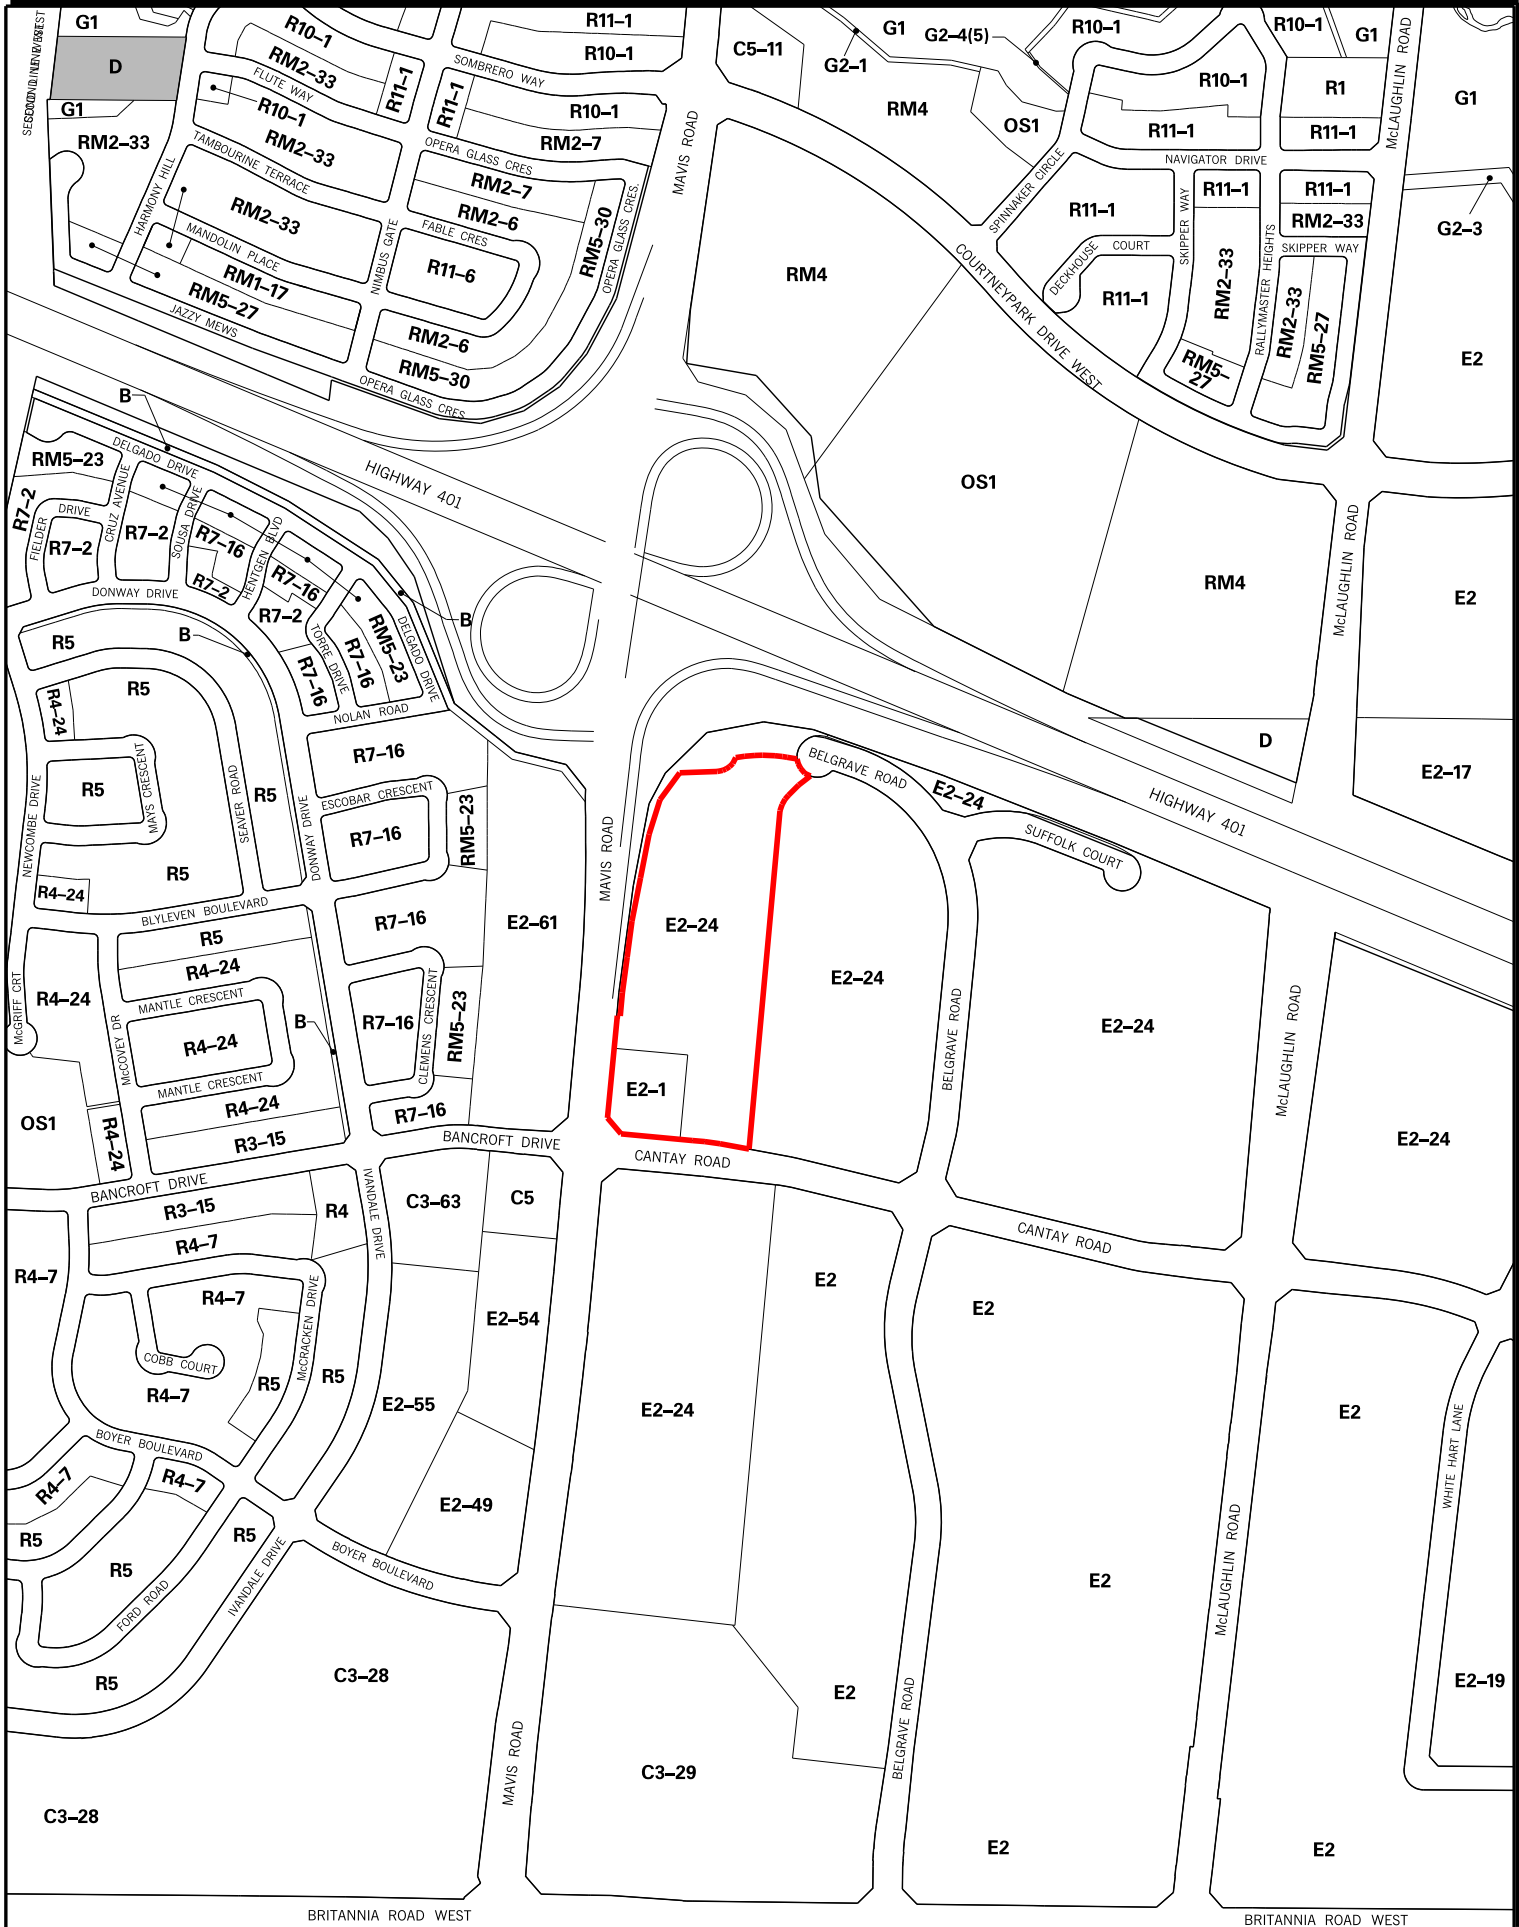 G1
D
G1
RM2–33
R10–1
RM2–33
R11–1
FLUTE WAY
R10–1
RM2–33
TAMBOURINE TERRACE
HARMONY HILL
RM2–33
MANDOLIN PLACE
RM1–17
RM5–27
JAZZY MEWS
NIMBUS GATE
R11–1
R10–1
SOMBRERO WAY
R11–1
R10–1
RM2–7
OPERA GLASS CRES
RM2–7
RM2–6
FABLE CRES
R11–6
RM5–30
OPERA GLASS CRES.
RM2–6
RM5–30
OPERA GLASS CRES
MAVIS ROAD
C5–11
G2–1
G1
G2–4(5)
RM4
OS1
RM4
R10–1
R10–1
R11–1
NAVIGATOR DRIVE
SPINNAKER CIRCLE
R11–1
DECKHOUSE
COURT
R11–1
SKIPPER WAY
R11–1
RM2–33
RM5–
27
RALLYMASTER HEIGHTS
R10–1
G1
R1
R11–1
R11–1
RM2–33
SKIPPER WAY
RM2–33
RM5–27
McLAUGHLIN ROAD
G1
G2–3
E2
COURTNEYPARK DRIVE WEST
OS1
RM4
McLAUGHLIN ROAD
E2
D
E2–17
HIGHWAY 401
HIGHWAY 401
B
RM5–23
DELGADO DRIVE
R7–2
FIELDER
DRIVE
R7–2
CRUZ AVENUE
R7–2
SOUSA DRIVE
R7–16
R7–2
HENTGEN BLVD
R7–16
R7–2
DONWAY DRIVE
TORRE DRIVE
R7–16
R7–16
RM5–23
DELGADO DRIVE
B
NOLAN ROAD
R5
B
R5
R4–24
MAYS CRESCENT
R5
NEWCOMBE DRIVE
SEAVER ROAD
R5
DONWAY DRIVE
R5
R4–24
BLYLEVEN BOULEVARD
R7–16
ESCOBAR CRESCENT
R7–16
RM5–23
R7–16
E2–61
MAVIS ROAD
R5
R4–24
MANTLE CRESCENT
R4–24
MANTLE CRESCENT
R4–24
R3–15
B
R4–24
McGRIFF CRT
McCOVEY DR
OS1
R4–24
R7–16
CLEMENS CRESCENT
RM5–23
R7–16
BANCROFT DRIVE
BANCROFT DRIVE
E2–24
E2–1
CANTAY ROAD
E2–24
BELGRAVE ROAD
E2–24
SUFFOLK COURT
BELGRAVE ROAD
E2–24
McLAUGHLIN ROAD
E2–24
CANTAY ROAD
R3–15
R4–7
R4
IVANDALE DRIVE
C3–63
C5
R4–7
R4–7
McCRACKEN DRIVE
COBB COURT
R4–7
R5
R5
E2–54
E2–55
E2–49
BOYER BOULEVARD
R4–7
R4–7
R5
R5
FORD ROAD
R5
IVANDALE DRIVE
BOYER BOULEVARD
R5
C3–28
C3–28
MAVIS ROAD
E2–24
E2
E2
C3–29
BELGRAVE ROAD
E2
E2
E2
McLAUGHLIN ROAD
E2
WHITE HART LANE
E2–19
E2
BRITANNIA ROAD WEST
BRITANNIA ROAD WEST